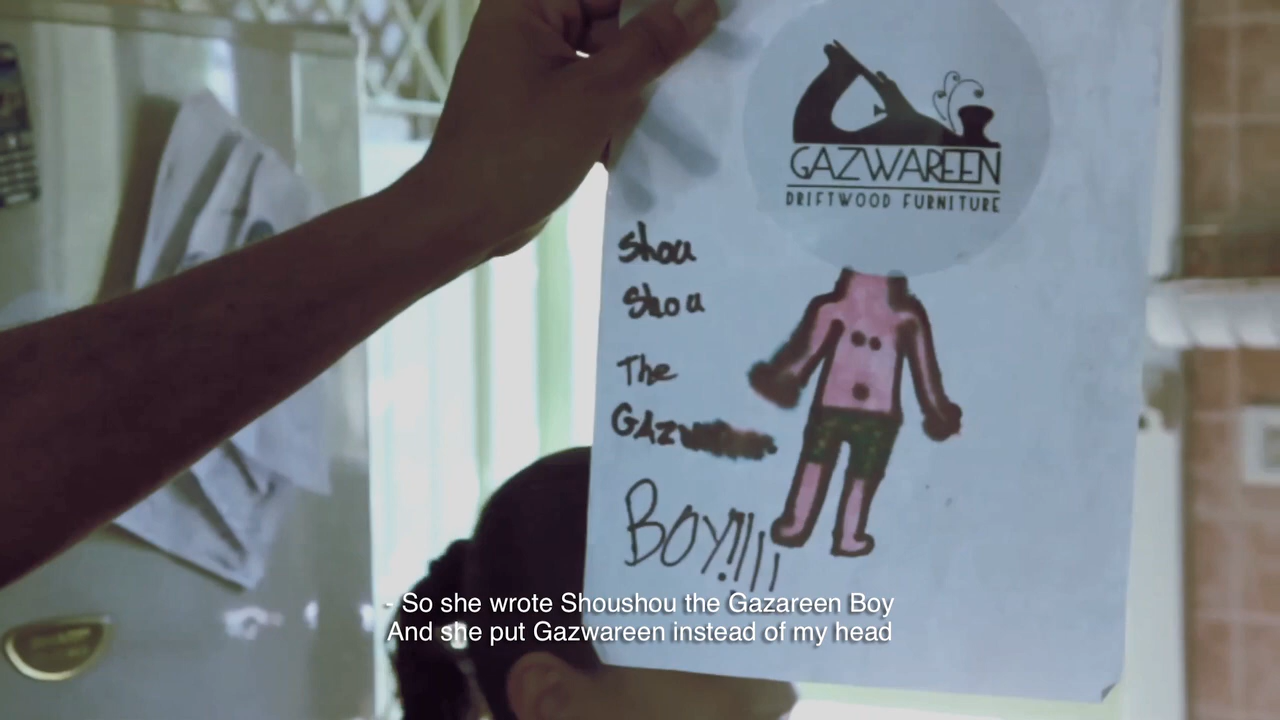 GAZWAREEN
DRIFTWOOD FURNITURE
Shou
Shou
The
GAZW
BOY!!!!!
- So she wrote Shoushou the Gazareen Boy
And she put Gazwareen instead of my head